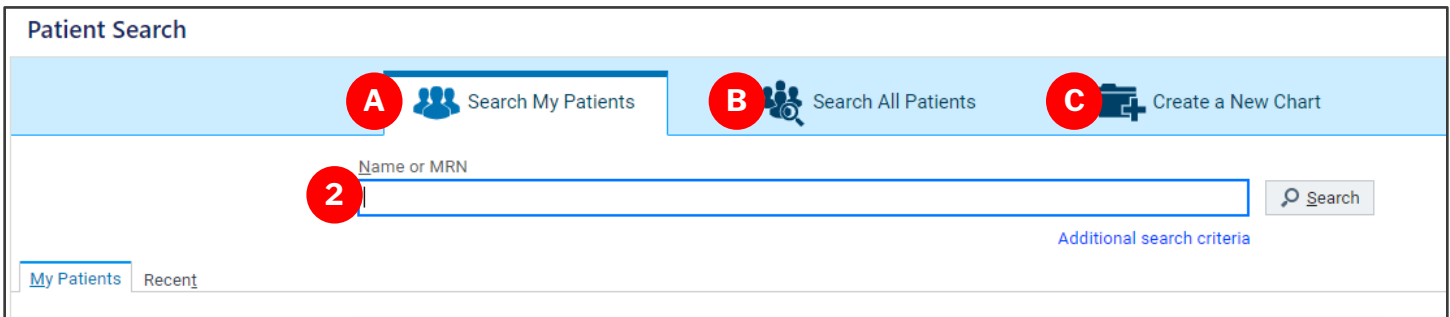 Patient Search
A Search My Patients B Search All Patients C Create a New Chart
Name or MRN
2 Search
Additional search criteria
My Patients Recent